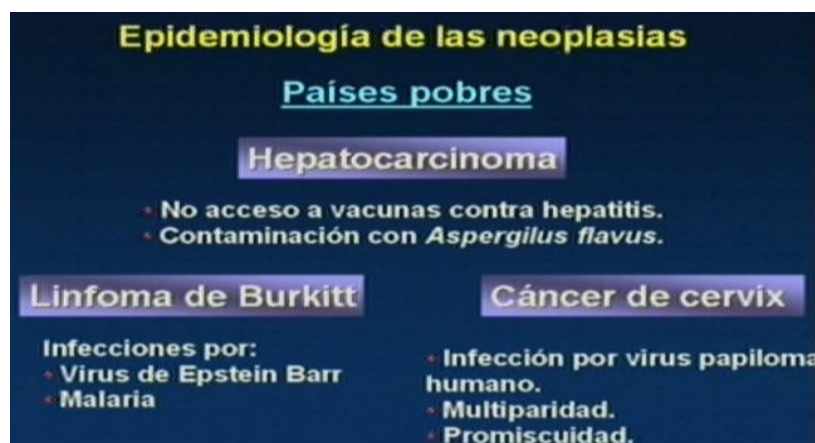 Epidemiología de las neoplasias
Países pobres
Hepatocarcinoma
No acceso a vacunas contra hepatitis.
Contaminación con Aspergilus flavus.
Linfoma de Burkitt
Infecciones por:
Virus de Epstein Barr
Malaria
Cáncer de cervix
Infección por virus papiloma
humano.
Multiparidad.
Promiscuidad.